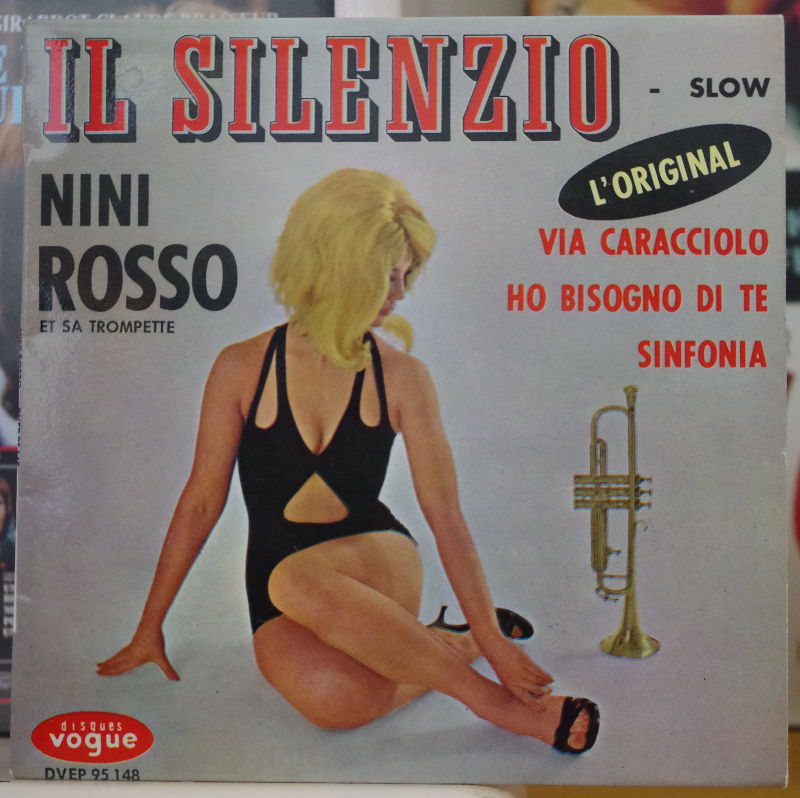 IL SILENZIO - SLOW
L'ORIGINAL
NINI
ROSSO
ET SA TROMPETTE
VIA CARACCIOLO
HO BISOGNO DI TE
SINFONIA
disques
vogue
DVEP 95 148